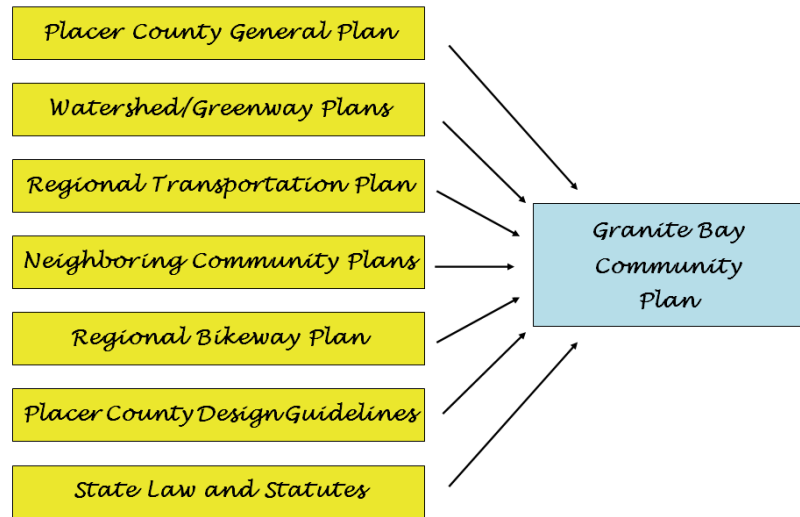 Placer County General Plan
Watershed/Greenway Plans
Regional Transportation Plan
Neighboring Community Plans
Regional Bikeway Plan
Placer County Design Guidelines
State Law and Statutes
Granite Bay
Community
Plan